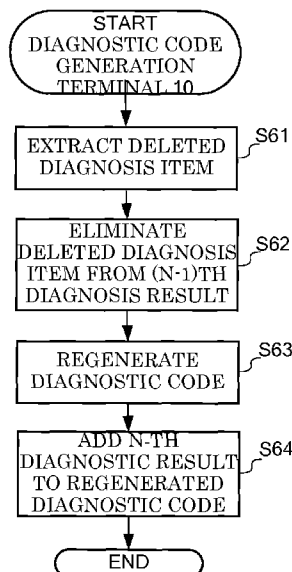 START
DIAGNOSTIC CODE
GENERATION
TERMINAL 10
EXTRACT DELETED
DIAGNOSIS ITEM
S61
ELIMINATE
DELETED DIAGNOSIS
ITEM FROM (N-1)TH
DIAGNOSIS RESULT
S62
REGENERATE
DIAGNOSTIC CODE
S63
ADD N-TH
DIAGNOSTIC RESULT
TO REGENERATED
DIAGNOSTIC CODE
S64
END